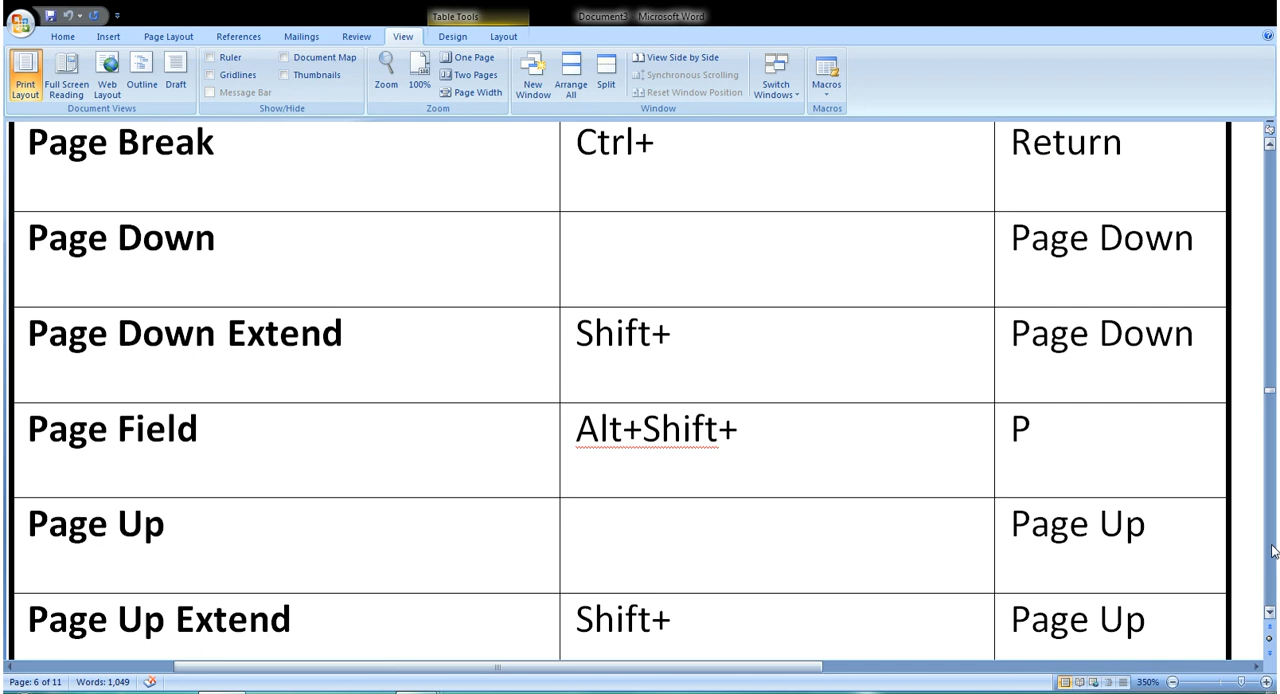 Table Tools
Document3 - Microsoft Word
Home Insert Page Layout References Mailings Review View Design Layout
Print Layout
Full Screen Reading
Web Layout
Outline
Draft
Document Views
Ruler
Gridlines
Message Bar
Document Map
Thumbnails
Show/Hide
Zoom
100%
One Page
Two Pages
Page Width
Zoom
New Window
Arrange All
Split
View Side by Side
Synchronous Scrolling
Reset Window Position
Window
Switch Windows
Macros
Macros
Page Break Ctrl+ Return
Page Down Page Down
Page Down Extend Shift+ Page Down
Page Field Alt+Shift+ P
Page Up Page Up
Page Up Extend Shift+ Page Up
Page: 6 of 11 Words: 1,049 350%